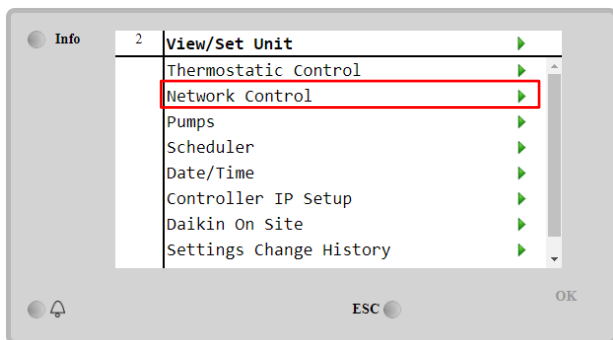 Info
2 View/Set Unit
Thermostatic Control
Network Control
Pumps
Scheduler
Date/Time
Controller IP Setup
Daikin On Site
Settings Change History
ESC
OK